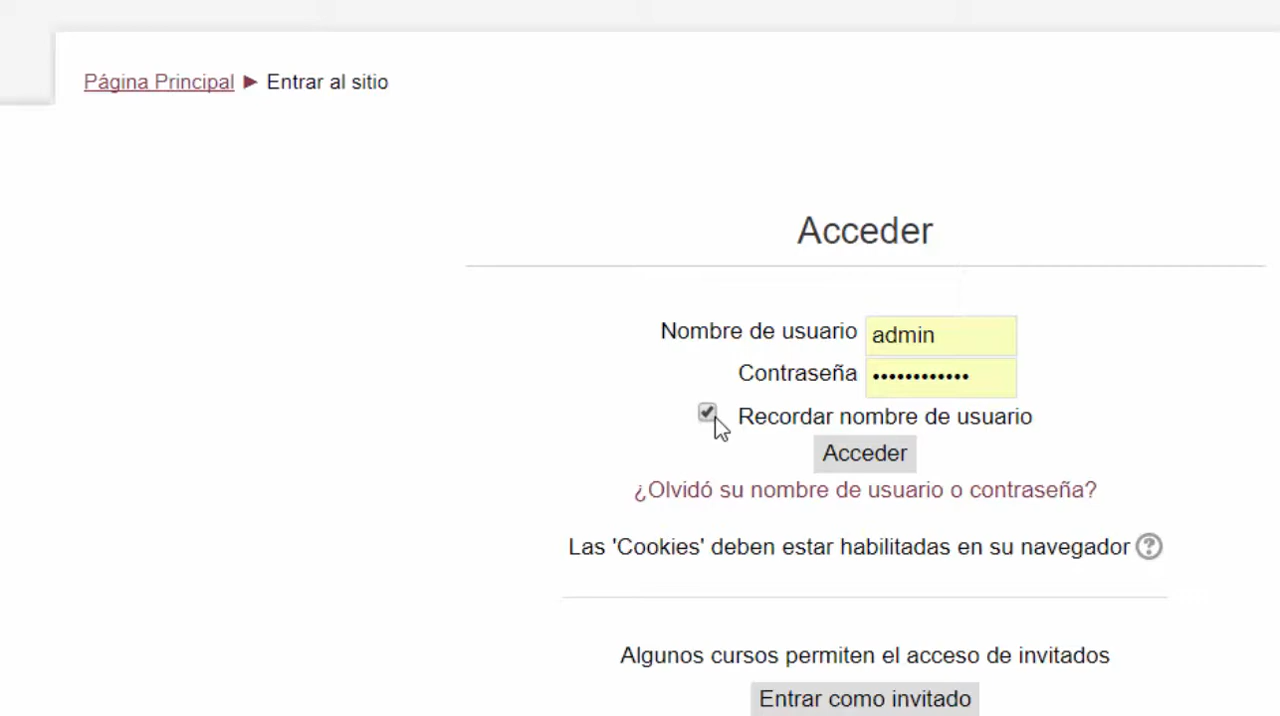 Página Principal ► Entrar al sitio
Acceder
Nombre de usuario admin
Contraseña ••••••••••••
Recordar nombre de usuario
Acceder
¿Olvidó su nombre de usuario o contraseña?
Las 'Cookies' deben estar habilitadas en su navegador ?
Algunos cursos permiten el acceso de invitados
Entrar como invitado